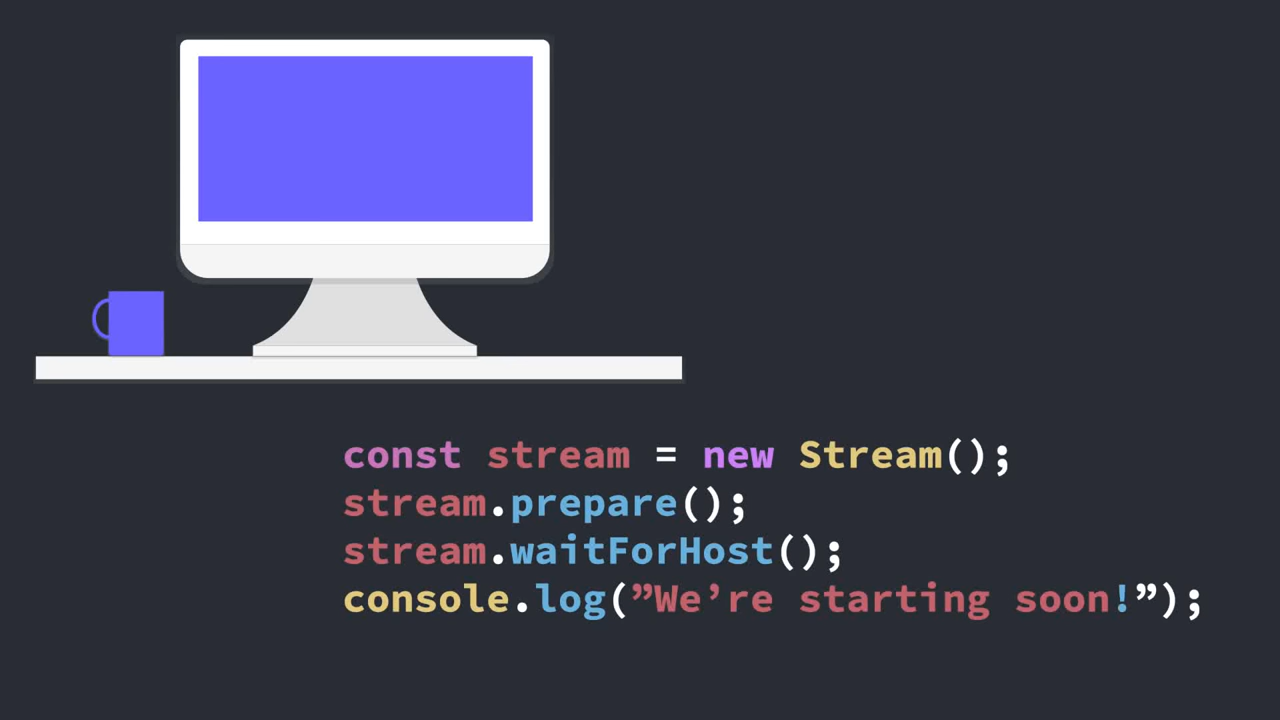 const stream = new Stream();
stream.prepare();
stream.waitForHost();
console.log(”We’re starting soon!”);